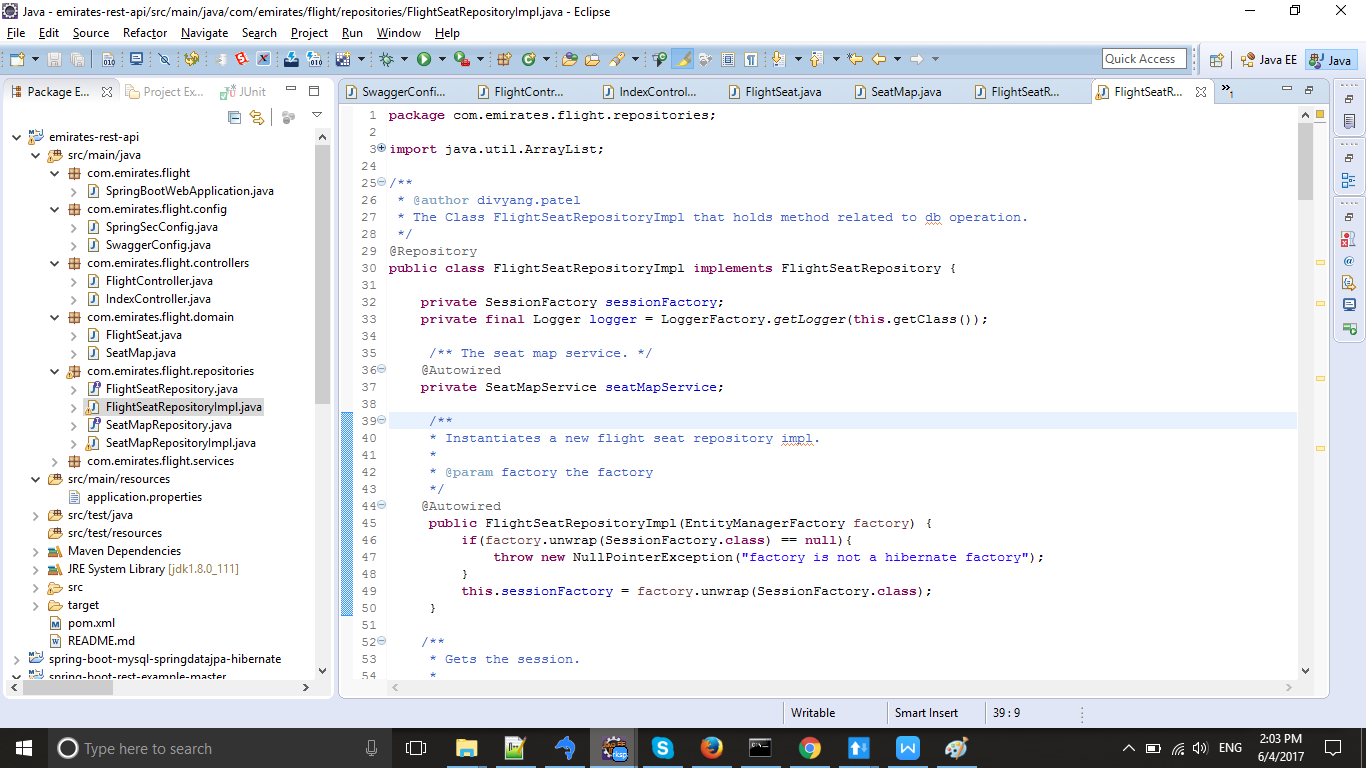 Java - emirates-rest-api/src/main/java/com/emirates/flight/repositories/FlightSeatRepositoryImpl.java - Eclipse
File Edit Source Refactor Navigate Search Project Run Window Help
Quick Access
Java EE
Java
Package E...
Project Ex...
JUnit
emirates-rest-api
src/main/java
com.emirates.flight
SpringBootWebApplication.java
com.emirates.flight.config
SpringSecConfig.java
SwaggerConfig.java
com.emirates.flight.controllers
FlightController.java
IndexController.java
com.emirates.flight.domain
FlightSeat.java
SeatMap.java
com.emirates.flight.repositories
FlightSeatRepository.java
FlightSeatRepositoryImpl.java
SeatMapRepository.java
SeatMapRepositoryImpl.java
com.emirates.flight.services
src/main/resources
application.properties
src/test/java
src/test/resources
Maven Dependencies
JRE System Library [jdk1.8.0_111]
src
target
pom.xml
README.md
spring-boot-mysql-springdatajpa-hibernate
spring-boot-rest-example-master
SwaggerConfi...
FlightContr...
IndexControl...
FlightSeat.java
SeatMap.java
FlightSeatR...
FlightSeatR...
1
1 package com.emirates.flight.repositories;
2
3 import java.util.ArrayList;
24
25 /**
26 * @author divyang.patel
27 * The Class FlightSeatRepositoryImpl that holds method related to db operation.
28 */
29 @Repository
30 public class FlightSeatRepositoryImpl implements FlightSeatRepository {
31
32 private SessionFactory sessionFactory;
33 private final Logger logger = LoggerFactory.getLogger(this.getClass());
34
35 /** The seat map service. */
36 @Autowired
37 private SeatMapService seatMapService;
38
39 /**
40 * Instantiates a new flight seat repository impl.
41 *
42 * @param factory the factory
43 */
44 @Autowired
45 public FlightSeatRepositoryImpl(EntityManagerFactory factory) {
46 if(factory.unwrap(SessionFactory.class) == null){
47 throw new NullPointerException("factory is not a hibernate factory");
48 }
49 this.sessionFactory = factory.unwrap(SessionFactory.class);
50 }
51
52 /**
53 * Gets the session.
54 *
Writable
Smart Insert
39 : 9
Type here to search
ENG
2:03 PM
6/4/2017